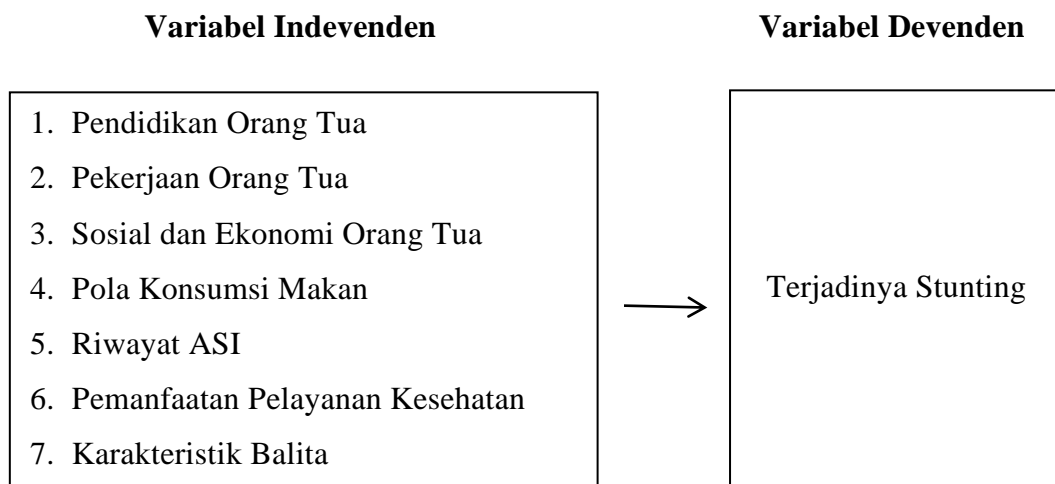 Variabel Indevenden
Variabel Devenden
1. Pendidikan Orang Tua
2. Pekerjaan Orang Tua
3. Sosial dan Ekonomi Orang Tua
4. Pola Konsumsi Makan
5. Riwayat ASI
6. Pemanfaatan Pelayanan Kesehatan
7. Karakteristik Balita
Terjadinya Stunting